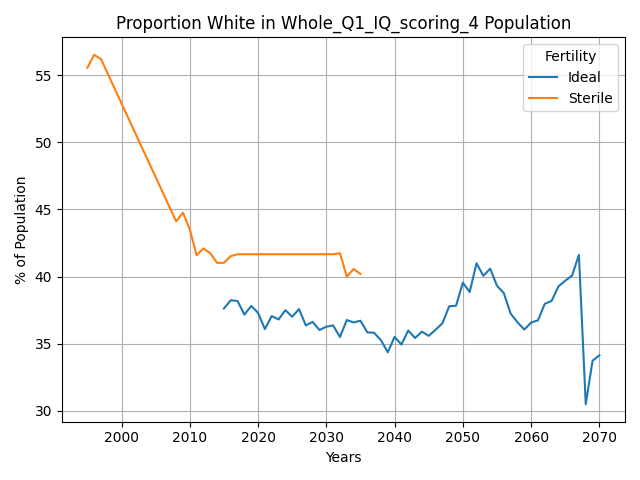 Proportion White in Whole_Q1_IQ_scoring_4 Population
Fertility
Ideal
Sterile
% of Population
55
50
45
40
35
30
2000 2010 2020 2030 2040 2050 2060 2070
Years